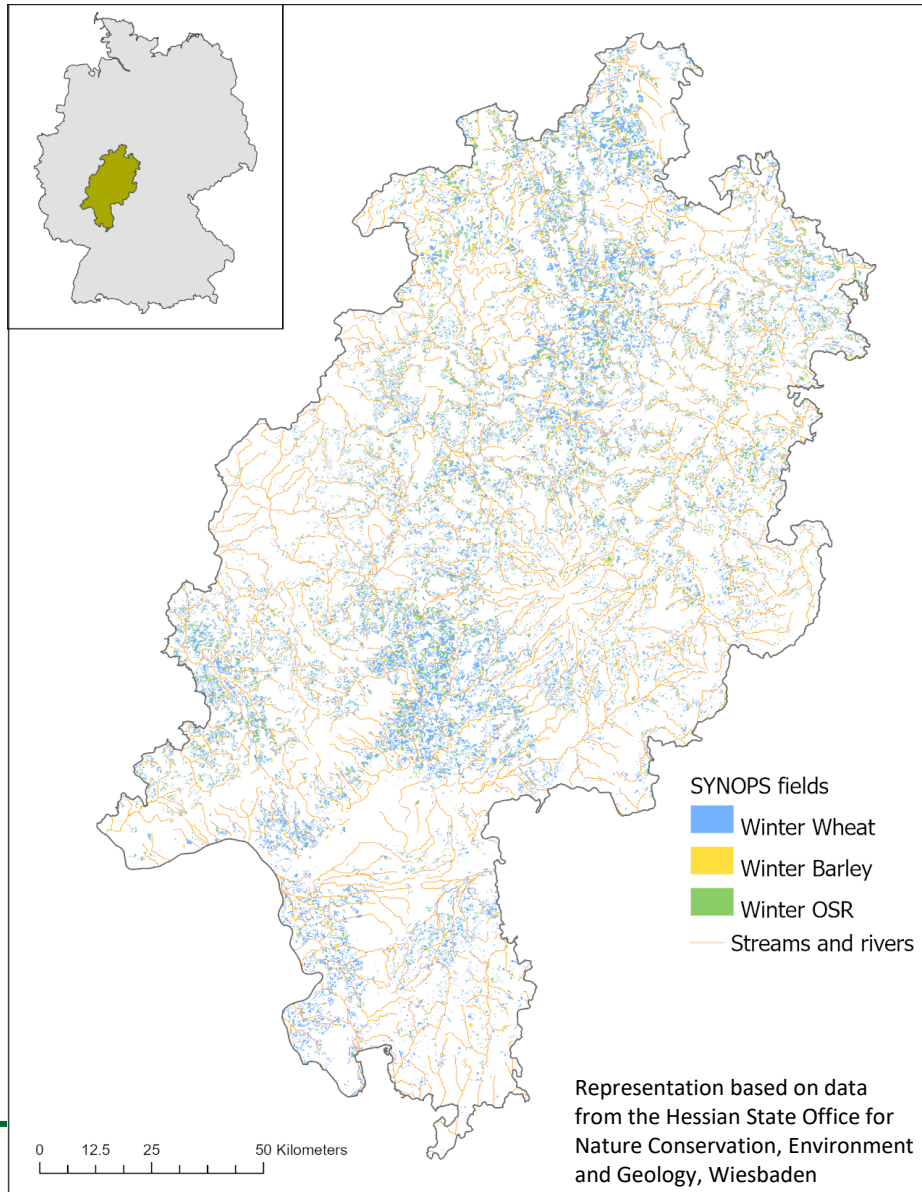 SYNOPS fields
Winter Wheat
Winter Barley
Winter OSR
Streams and rivers
Representation based on data
from the Hessian State Office for
Nature Conservation, Environment
and Geology, Wiesbaden
0 12.5 25 50 Kilometers